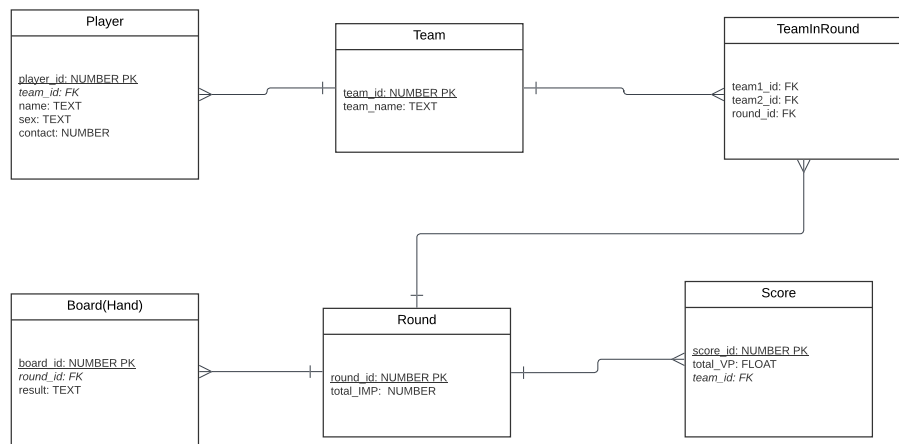 Player
player_id: NUMBER PK
team_id: FK
name: TEXT
sex: TEXT
contact: NUMBER
Team
team_id: NUMBER PK
team_name: TEXT
TeamInRound
team1_id: FK
team2_id: FK
round_id: FK
Board(Hand)
board_id: NUMBER PK
round_id: FK
result: TEXT
Round
round_id: NUMBER PK
total_IMP: NUMBER
Score
score_id: NUMBER PK
total_VP: FLOAT
team_id: FK